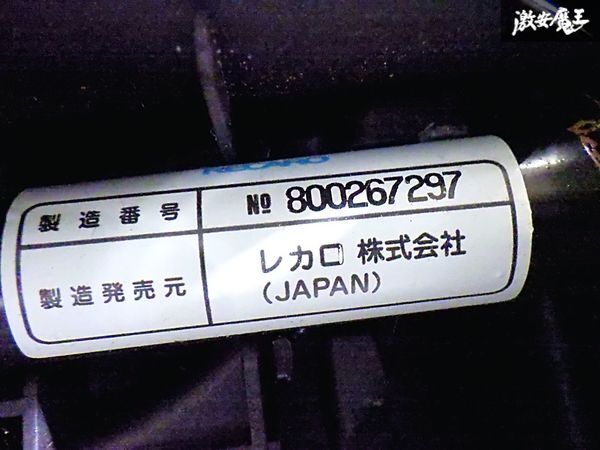 激安魔王
RECARO
製造番号 № 800267297
製造発売元 レカロ 株式会社
(JAPAN)